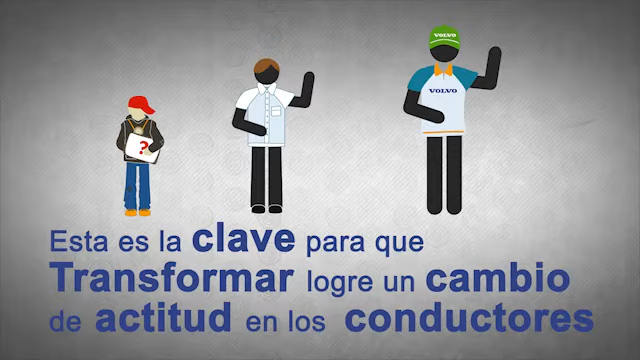 VOLVO
VOLVO
?
Esta es la clave para que
Transformar logre un cambio
de actitud en los conductores